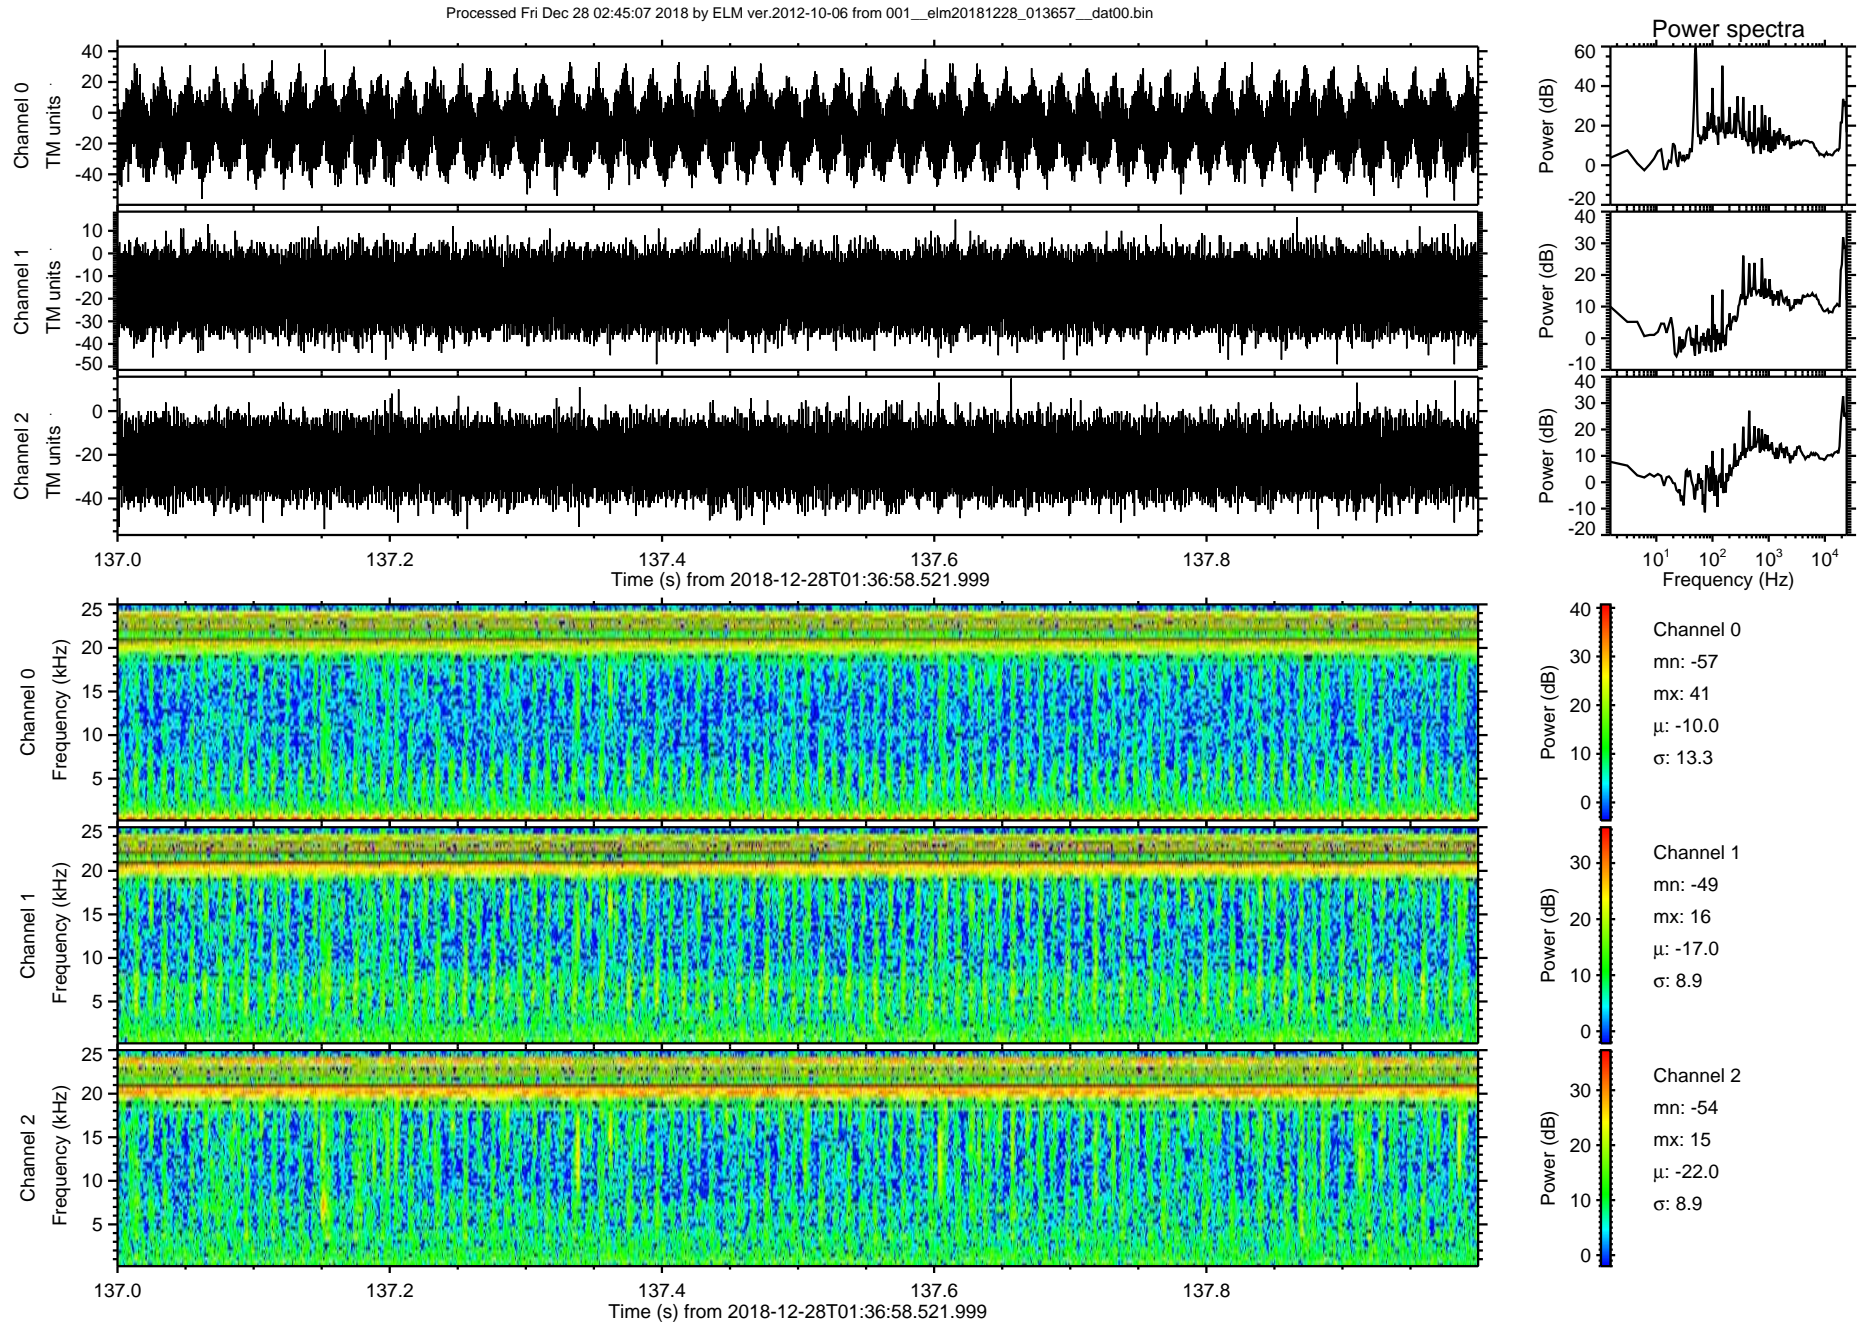 Processed Fri Dec 28 02:45:07 2018 by ELM ver.2012-10-06 from 001__elm20181228_013657__dat00.bin
Power spectra
Channel 0
TM units
40
20
0
-20
-40
Power (dB)
60
40
20
0
-20
Channel 1
TM units
10
0
-10
-20
-30
-40
-50
Power (dB)
40
30
20
10
0
-10
Channel 2
TM units
0
-20
-40
Power (dB)
40
30
20
10
0
-10
-20
137.0 137.2 137.4 137.6 137.8
Time (s) from 2018-12-28T01:36:58.521.999
10¹ 10² 10³ 10⁴
Frequency (Hz)
Channel 0
Frequency (kHz)
25
20
15
10
5
Power (dB)
40
30
20
10
0
Channel 0
mn: -57
mx: 41
µ: -10.0
σ: 13.3
Channel 1
Frequency (kHz)
25
20
15
10
5
Power (dB)
30
20
10
0
Channel 1
mn: -49
mx: 16
µ: -17.0
σ: 8.9
Channel 2
Frequency (kHz)
25
20
15
10
5
Power (dB)
30
20
10
0
Channel 2
mn: -54
mx: 15
µ: -22.0
σ: 8.9
137.0 137.2 137.4 137.6 137.8
Time (s) from 2018-12-28T01:36:58.521.999